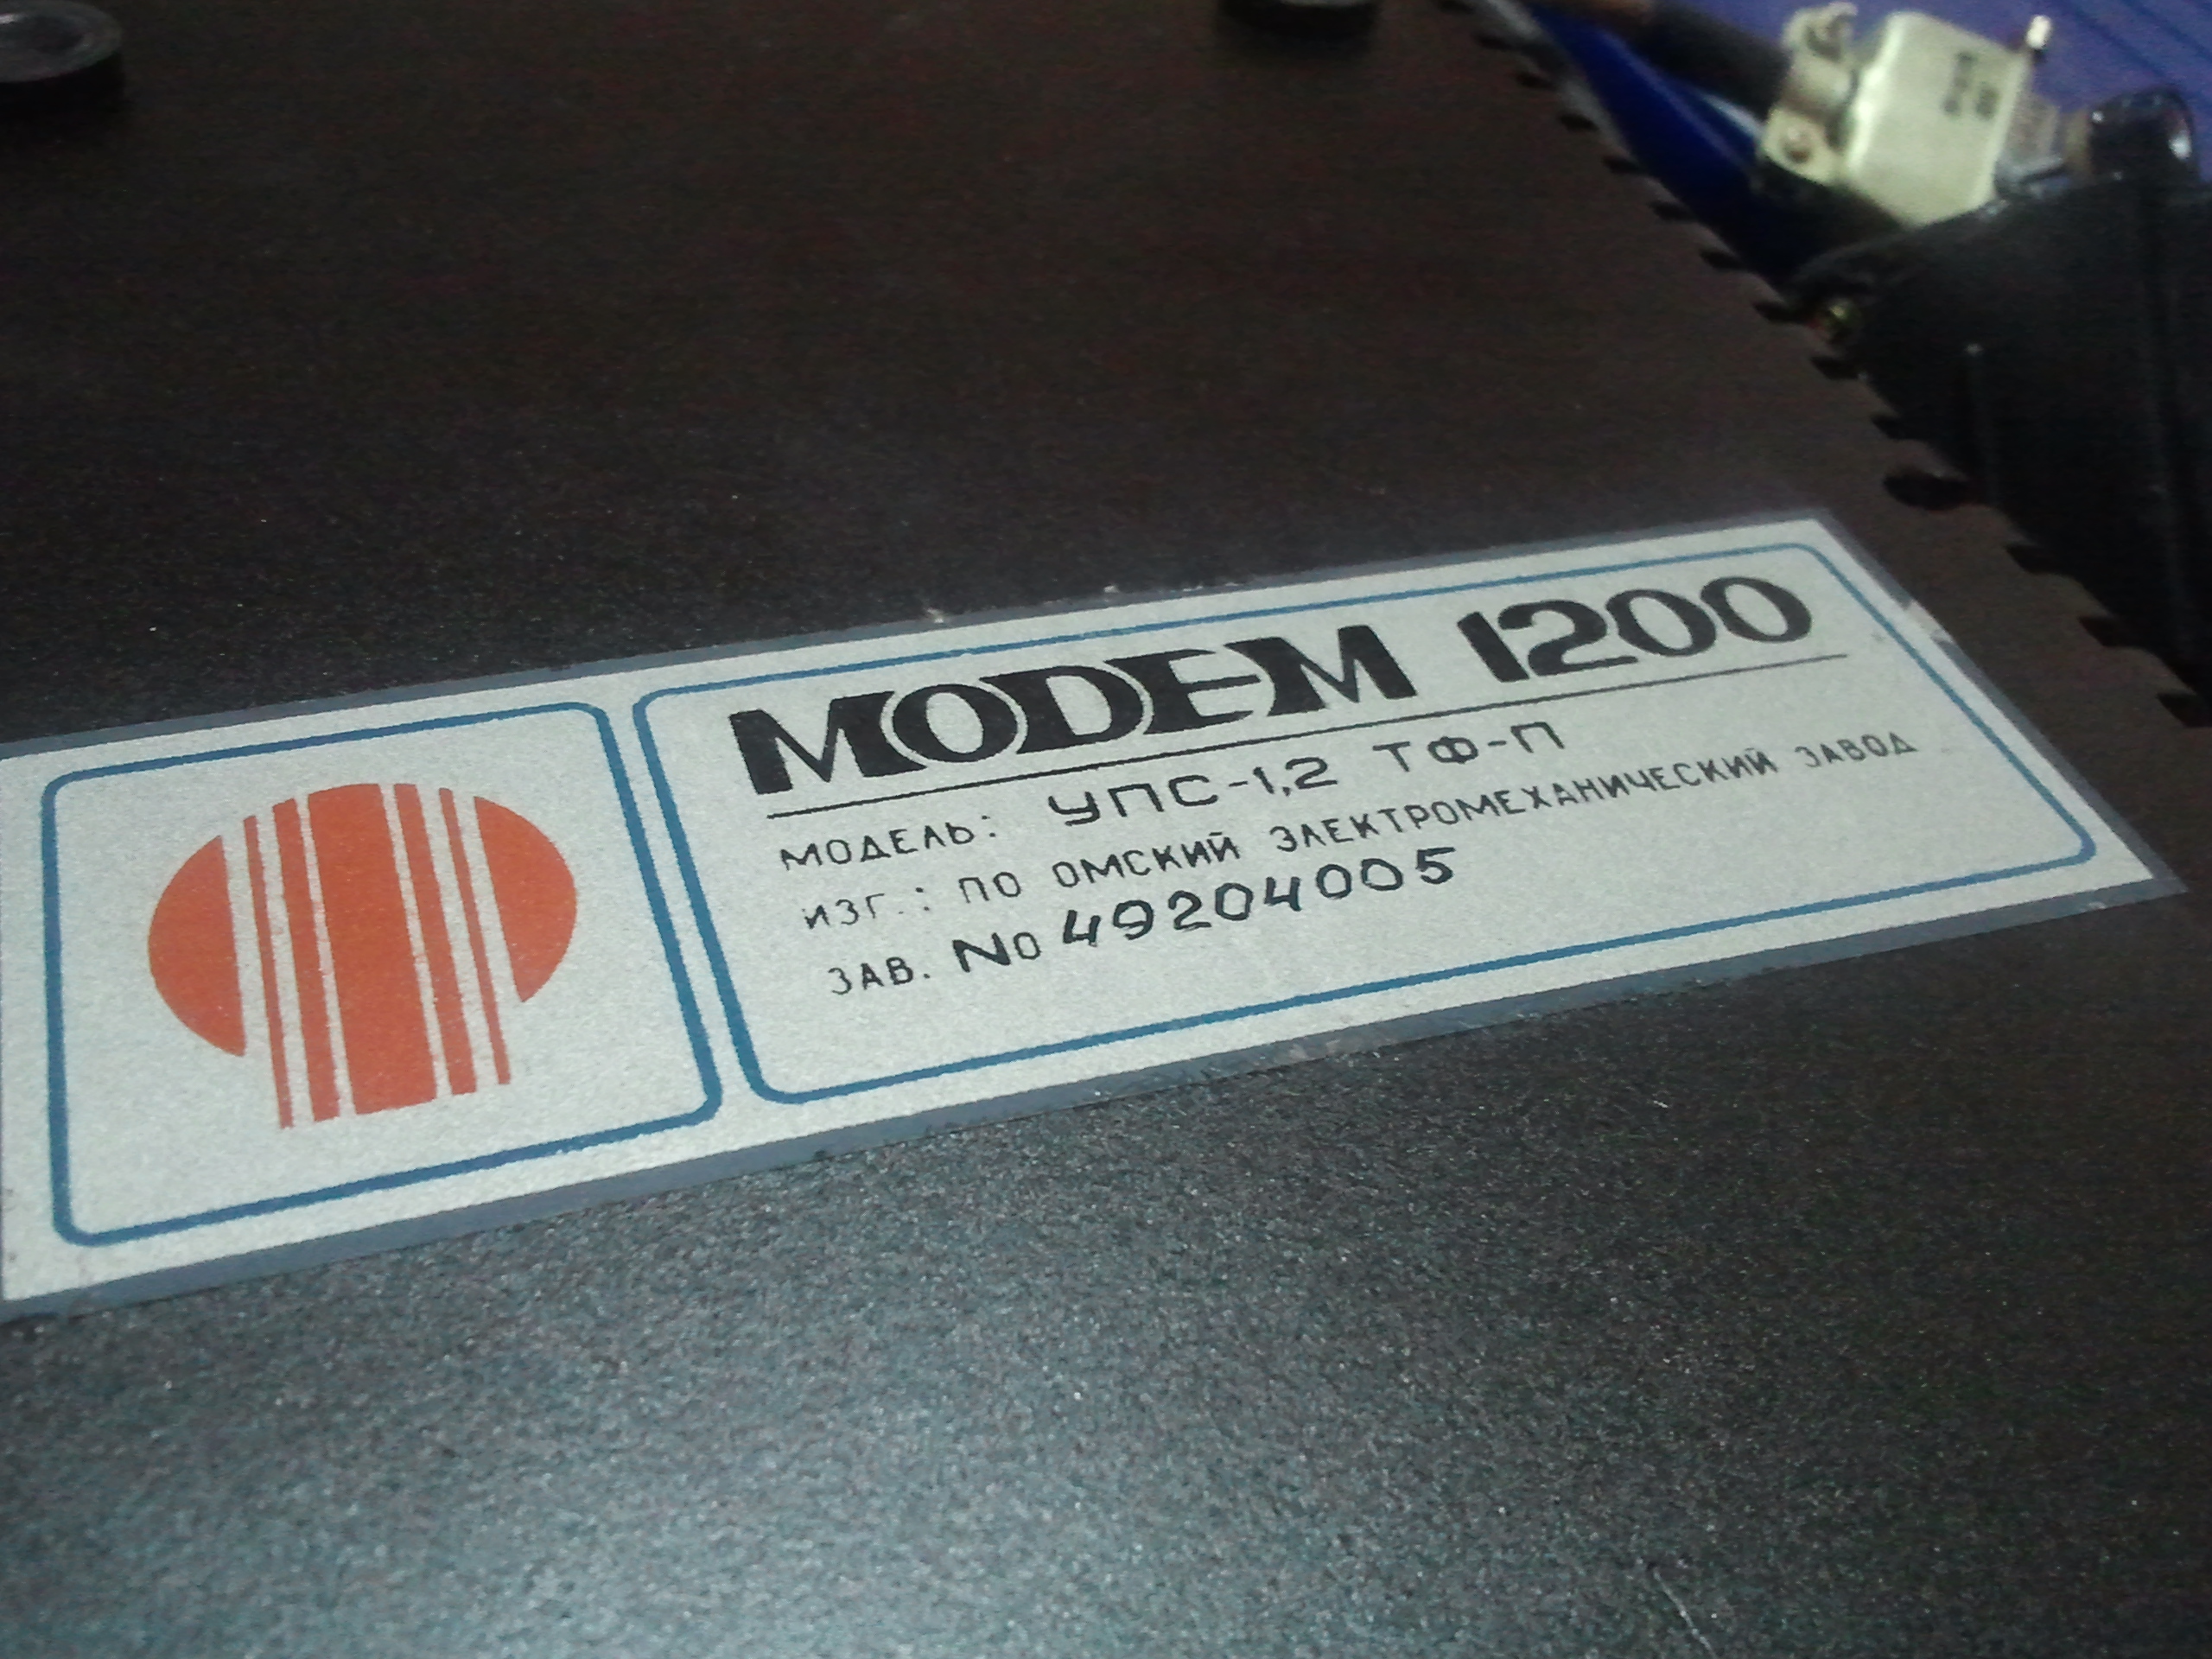 MODEM 1200
МОДЕЛЬ: УПС-1,2 ТФ-П
ИЗГ.: ПО ОМСКИЙ ЭЛЕКТРОМЕХАНИЧЕСКИЙ ЗАВОД
ЗАВ. No 49204005